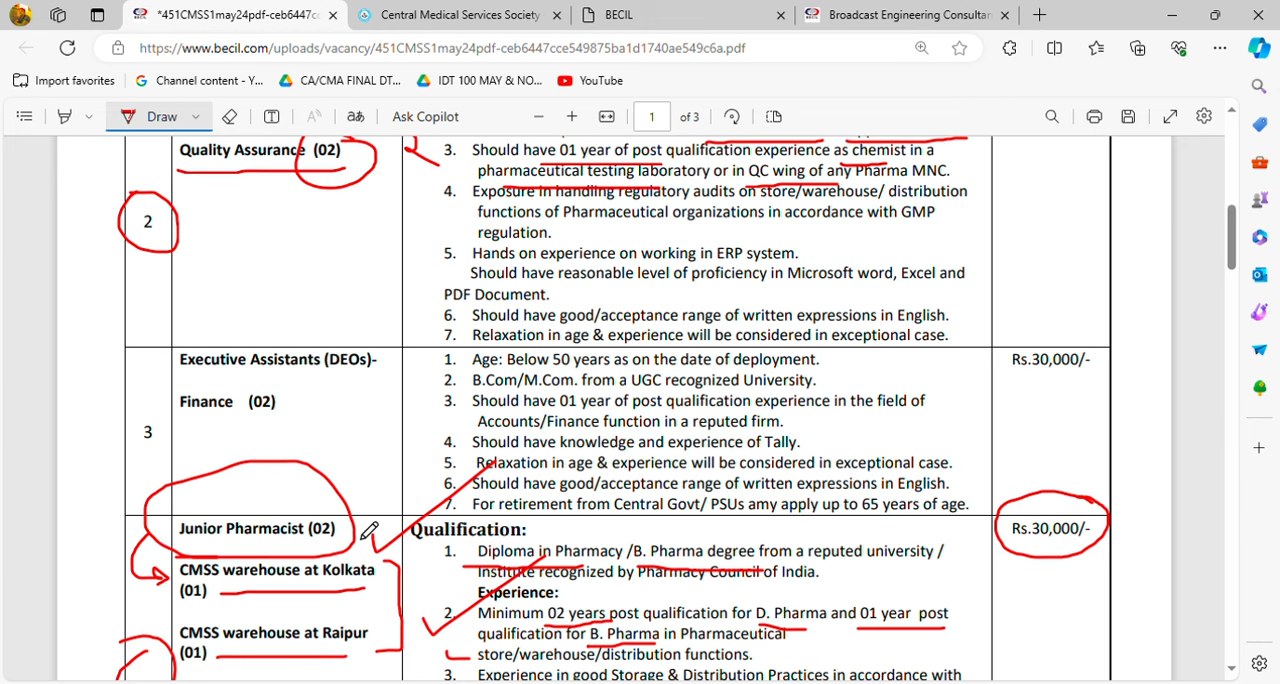 *451CMSS1may24pdf-ceb6447cc
Central Medical Services Society
BECIL
Broadcast Engineering Consultan
https://www.becil.com/uploads/vacancy/451CMSS1may24pdf-ceb6447cce549875ba1d1740ae549c6a.pdf
Import favorites
Channel content - Y...
CA/CMA FINAL DT...
IDT 100 MAY & NO...
YouTube
Draw
aあ
Ask Copilot
1 of 3
Quality Assurance (02)
3. Should have 01 year of post qualification experience as chemist in a
pharmaceutical testing laboratory or in QC wing of any Pharma MNC.
2
4. Exposure in handling regulatory audits on store/warehouse/ distribution
functions of Pharmaceutical organizations in accordance with GMP
regulation.
5. Hands on experience on working in ERP system.
Should have reasonable level of proficiency in Microsoft word, Excel and
PDF Document.
6. Should have good/acceptance range of written expressions in English.
7. Relaxation in age & experience will be considered in exceptional case.
3
Executive Assistants (DEOs)-
Finance (02)
1. Age: Below 50 years as on the date of deployment.
2. B.Com/M.Com. from a UGC recognized University.
3. Should have 01 year of post qualification experience in the field of
Accounts/Finance function in a reputed firm.
4. Should have knowledge and experience of Tally.
5. Relaxation in age & experience will be considered in exceptional case.
6. Should have good/acceptance range of written expressions in English.
7. For retirement from Central Govt/ PSUs amy apply up to 65 years of age.
Rs.30,000/-
Junior Pharmacist (02)
CMSS warehouse at Kolkata
(01)
CMSS warehouse at Raipur
(01)
Qualification:
1. Diploma in Pharmacy /B. Pharma degree from a reputed university /
Institute recognized by Pharmacy Council of India.
Experience:
2. Minimum 02 years post qualification for D. Pharma and 01 year post
qualification for B. Pharma in Pharmaceutical
store/warehouse/distribution functions.
3. Experience in good Storage & Distribution Practices in accordance with
Rs.30,000/-